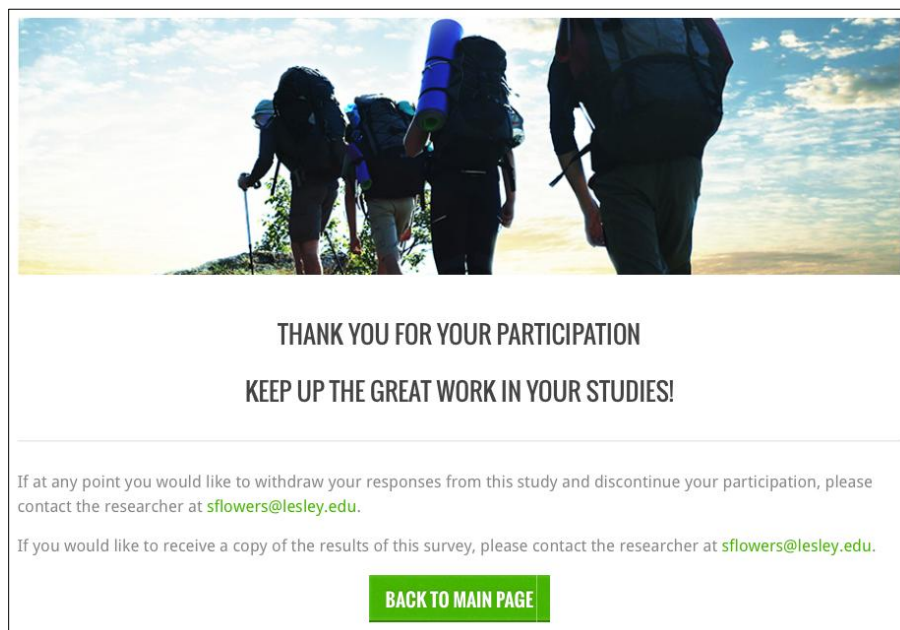 THANK YOU FOR YOUR PARTICIPATION
KEEP UP THE GREAT WORK IN YOUR STUDIES!
If at any point you would like to withdraw your responses from this study and discontinue your participation, please
contact the researcher at sflowers@lesley.edu.
If you would like to receive a copy of the results of this survey, please contact the researcher at sflowers@lesley.edu.
BACK TO MAIN PAGE